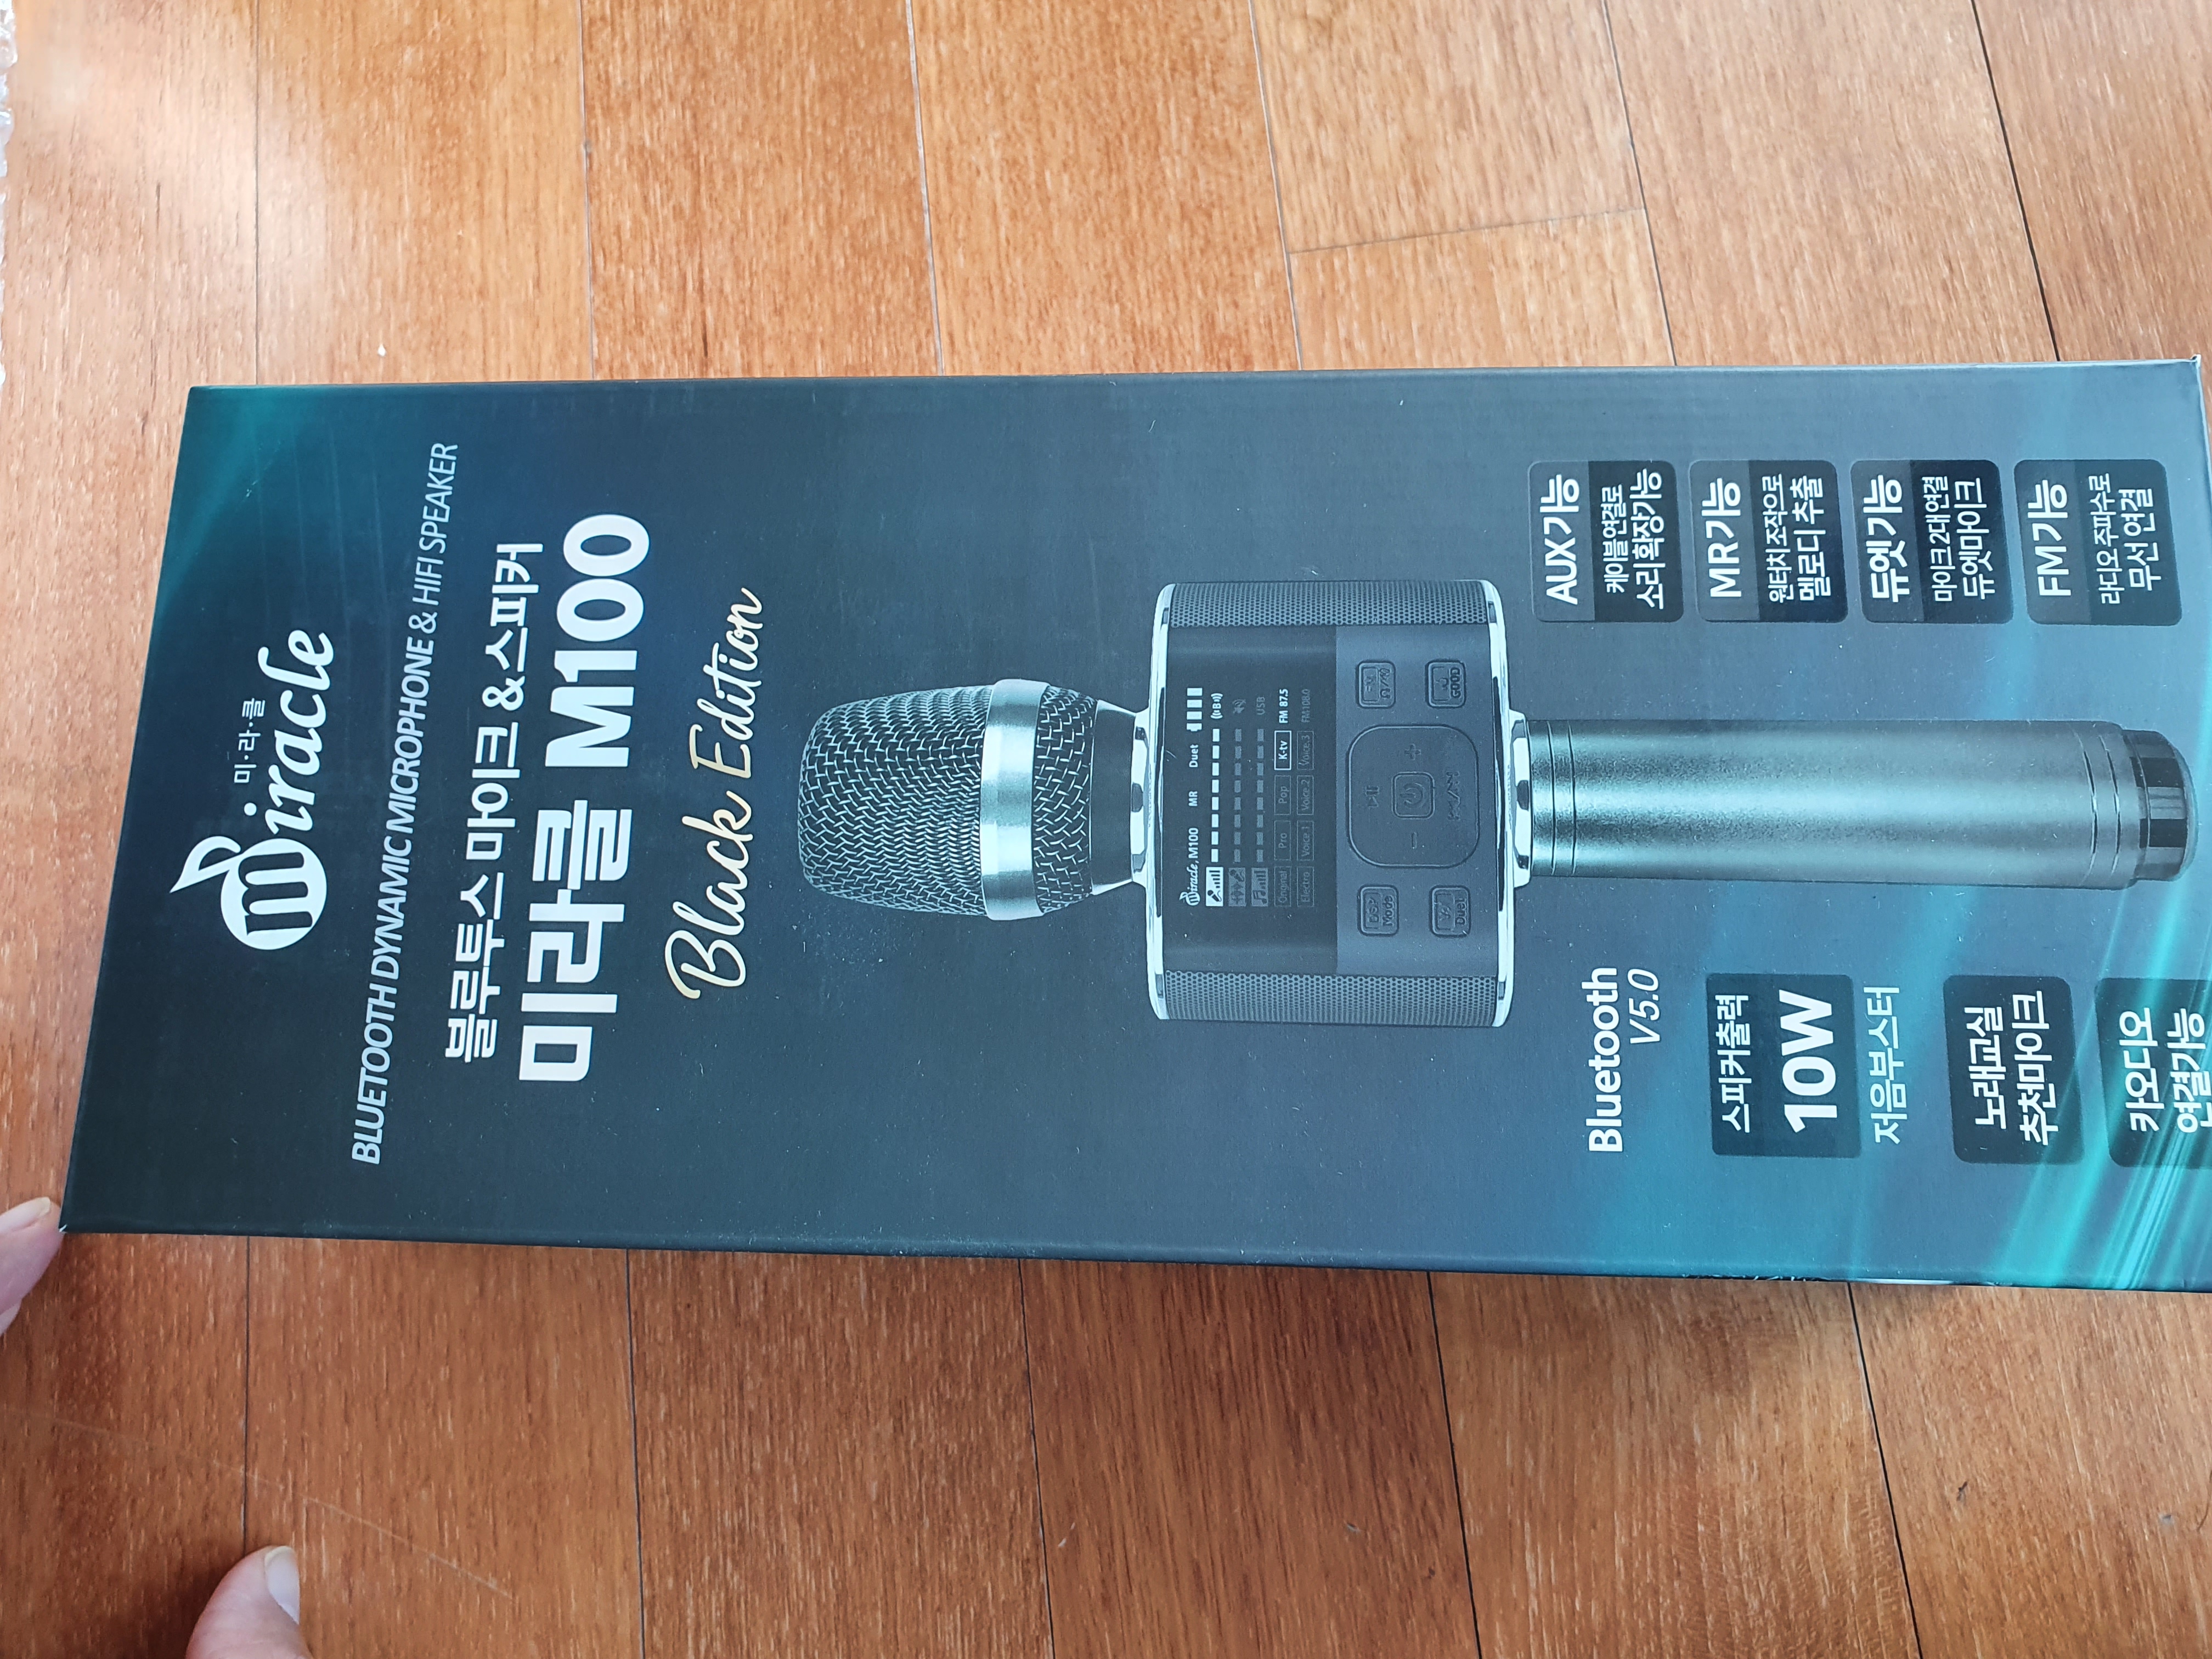 미·라·클
Miracle
BLUETOOTH DYNAMIC MICROPHONE & HIFI SPEAKER
블루투스 마이크 & 스피커
미라클 M100
Black Edition
Miracle, M100 MR Duet
USB
Original Pro Pop K-tv FM 87.5
Electro Voice 1 Voice 2 Voice 3 FM108.0
DSP
Mode
Duet
GOOD
Bluetooth
V5.0
스피커출력
10W
저음부스터
노래교실
추천마이크
카오디오
연결가능
AUX기능
케이블 연결로
소리확장가능
MR기능
원터치 조작으로
멜로디 추출
듀엣기능
마이크 2대 연결
듀엣마이크
FM기능
라디오 주파수로
무선 연결